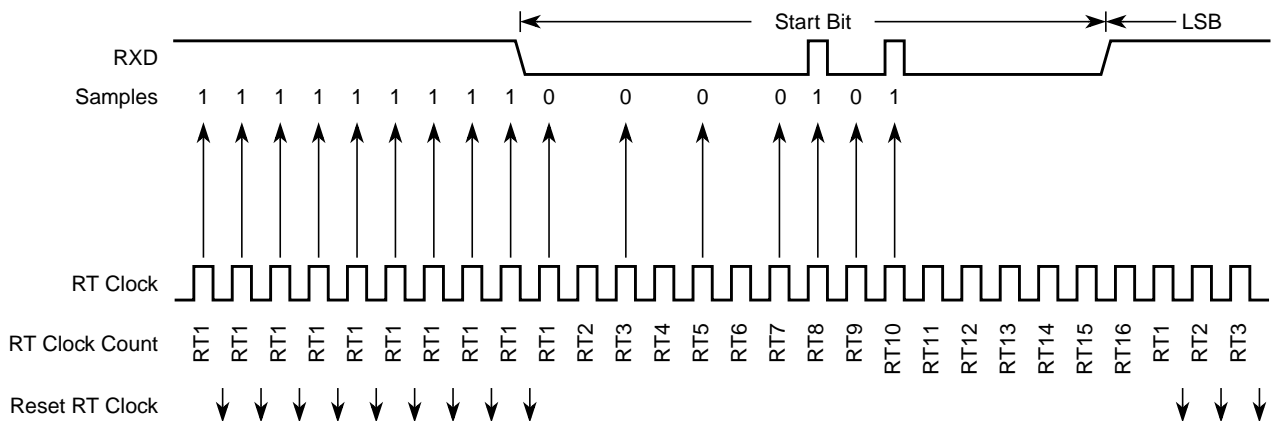 Start Bit LSB
RXD
Samples 1 1 1 1 1 1 1 1 1 0 0 0 0 1 0 1
RT Clock
RT Clock Count RT1 RT1 RT1 RT1 RT1 RT1 RT1 RT1 RT1 RT1 RT2 RT3 RT4 RT5 RT6 RT7 RT8 RT9 RT10 RT11 RT12 RT13 RT14 RT15 RT16 RT1 RT2 RT3
Reset RT Clock